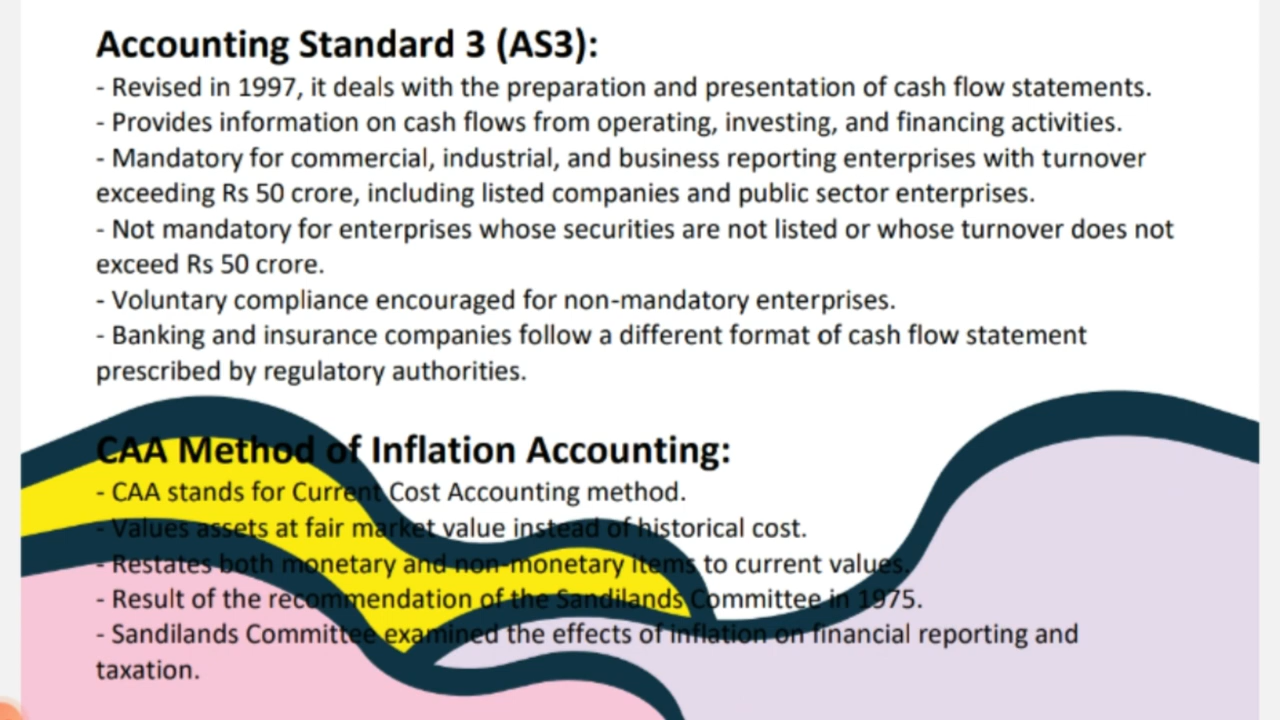 Accounting Standard 3 (AS3):
- Revised in 1997, it deals with the preparation and presentation of cash flow statements.
- Provides information on cash flows from operating, investing, and financing activities.
- Mandatory for commercial, industrial, and business reporting enterprises with turnover
exceeding Rs 50 crore, including listed companies and public sector enterprises.
- Not mandatory for enterprises whose securities are not listed or whose turnover does not
exceed Rs 50 crore.
- Voluntary compliance encouraged for non-mandatory enterprises.
- Banking and insurance companies follow a different format of cash flow statement
prescribed by regulatory authorities.
CAA Method of Inflation Accounting:
- CAA stands for Current Cost Accounting method.
- Values assets at fair market value instead of historical cost.
- Restates both monetary and non-monetary items to current values.
- Result of the recommendation of the Sandilands Committee in 1975.
- Sandilands Committee examined the effects of inflation on financial reporting and
taxation.